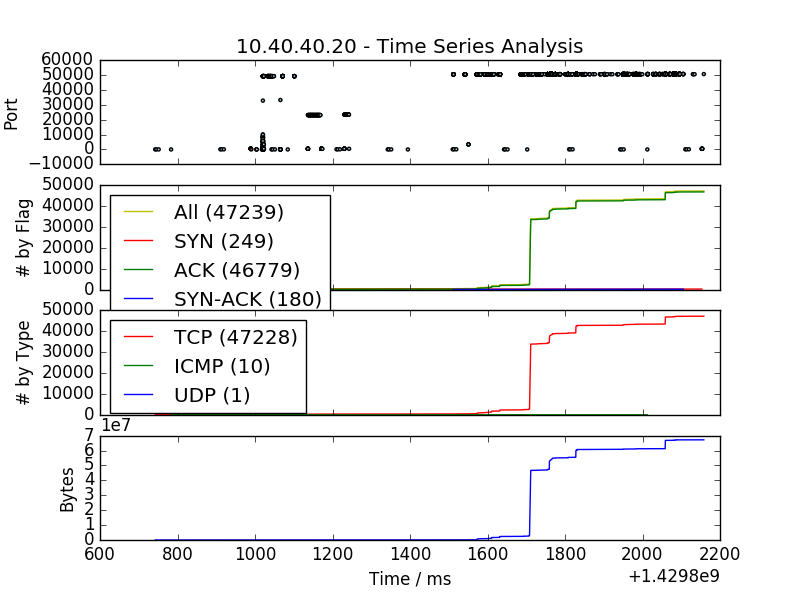 10.40.40.20 - Time Series Analysis
60000
50000
40000
30000
20000
10000
0
−10000
Port
50000
40000
30000
20000
10000
0
# by Flag
All (47239)
SYN (249)
ACK (46779)
SYN-ACK (180)
50000
40000
30000
20000
10000
0
# by Type
TCP (47228)
ICMP (10)
UDP (1)
1e7
7
6
5
4
3
2
1
0
Bytes
600 800 1000 1200 1400 1600 1800 2000 2200
Time / ms
+1.4298e9